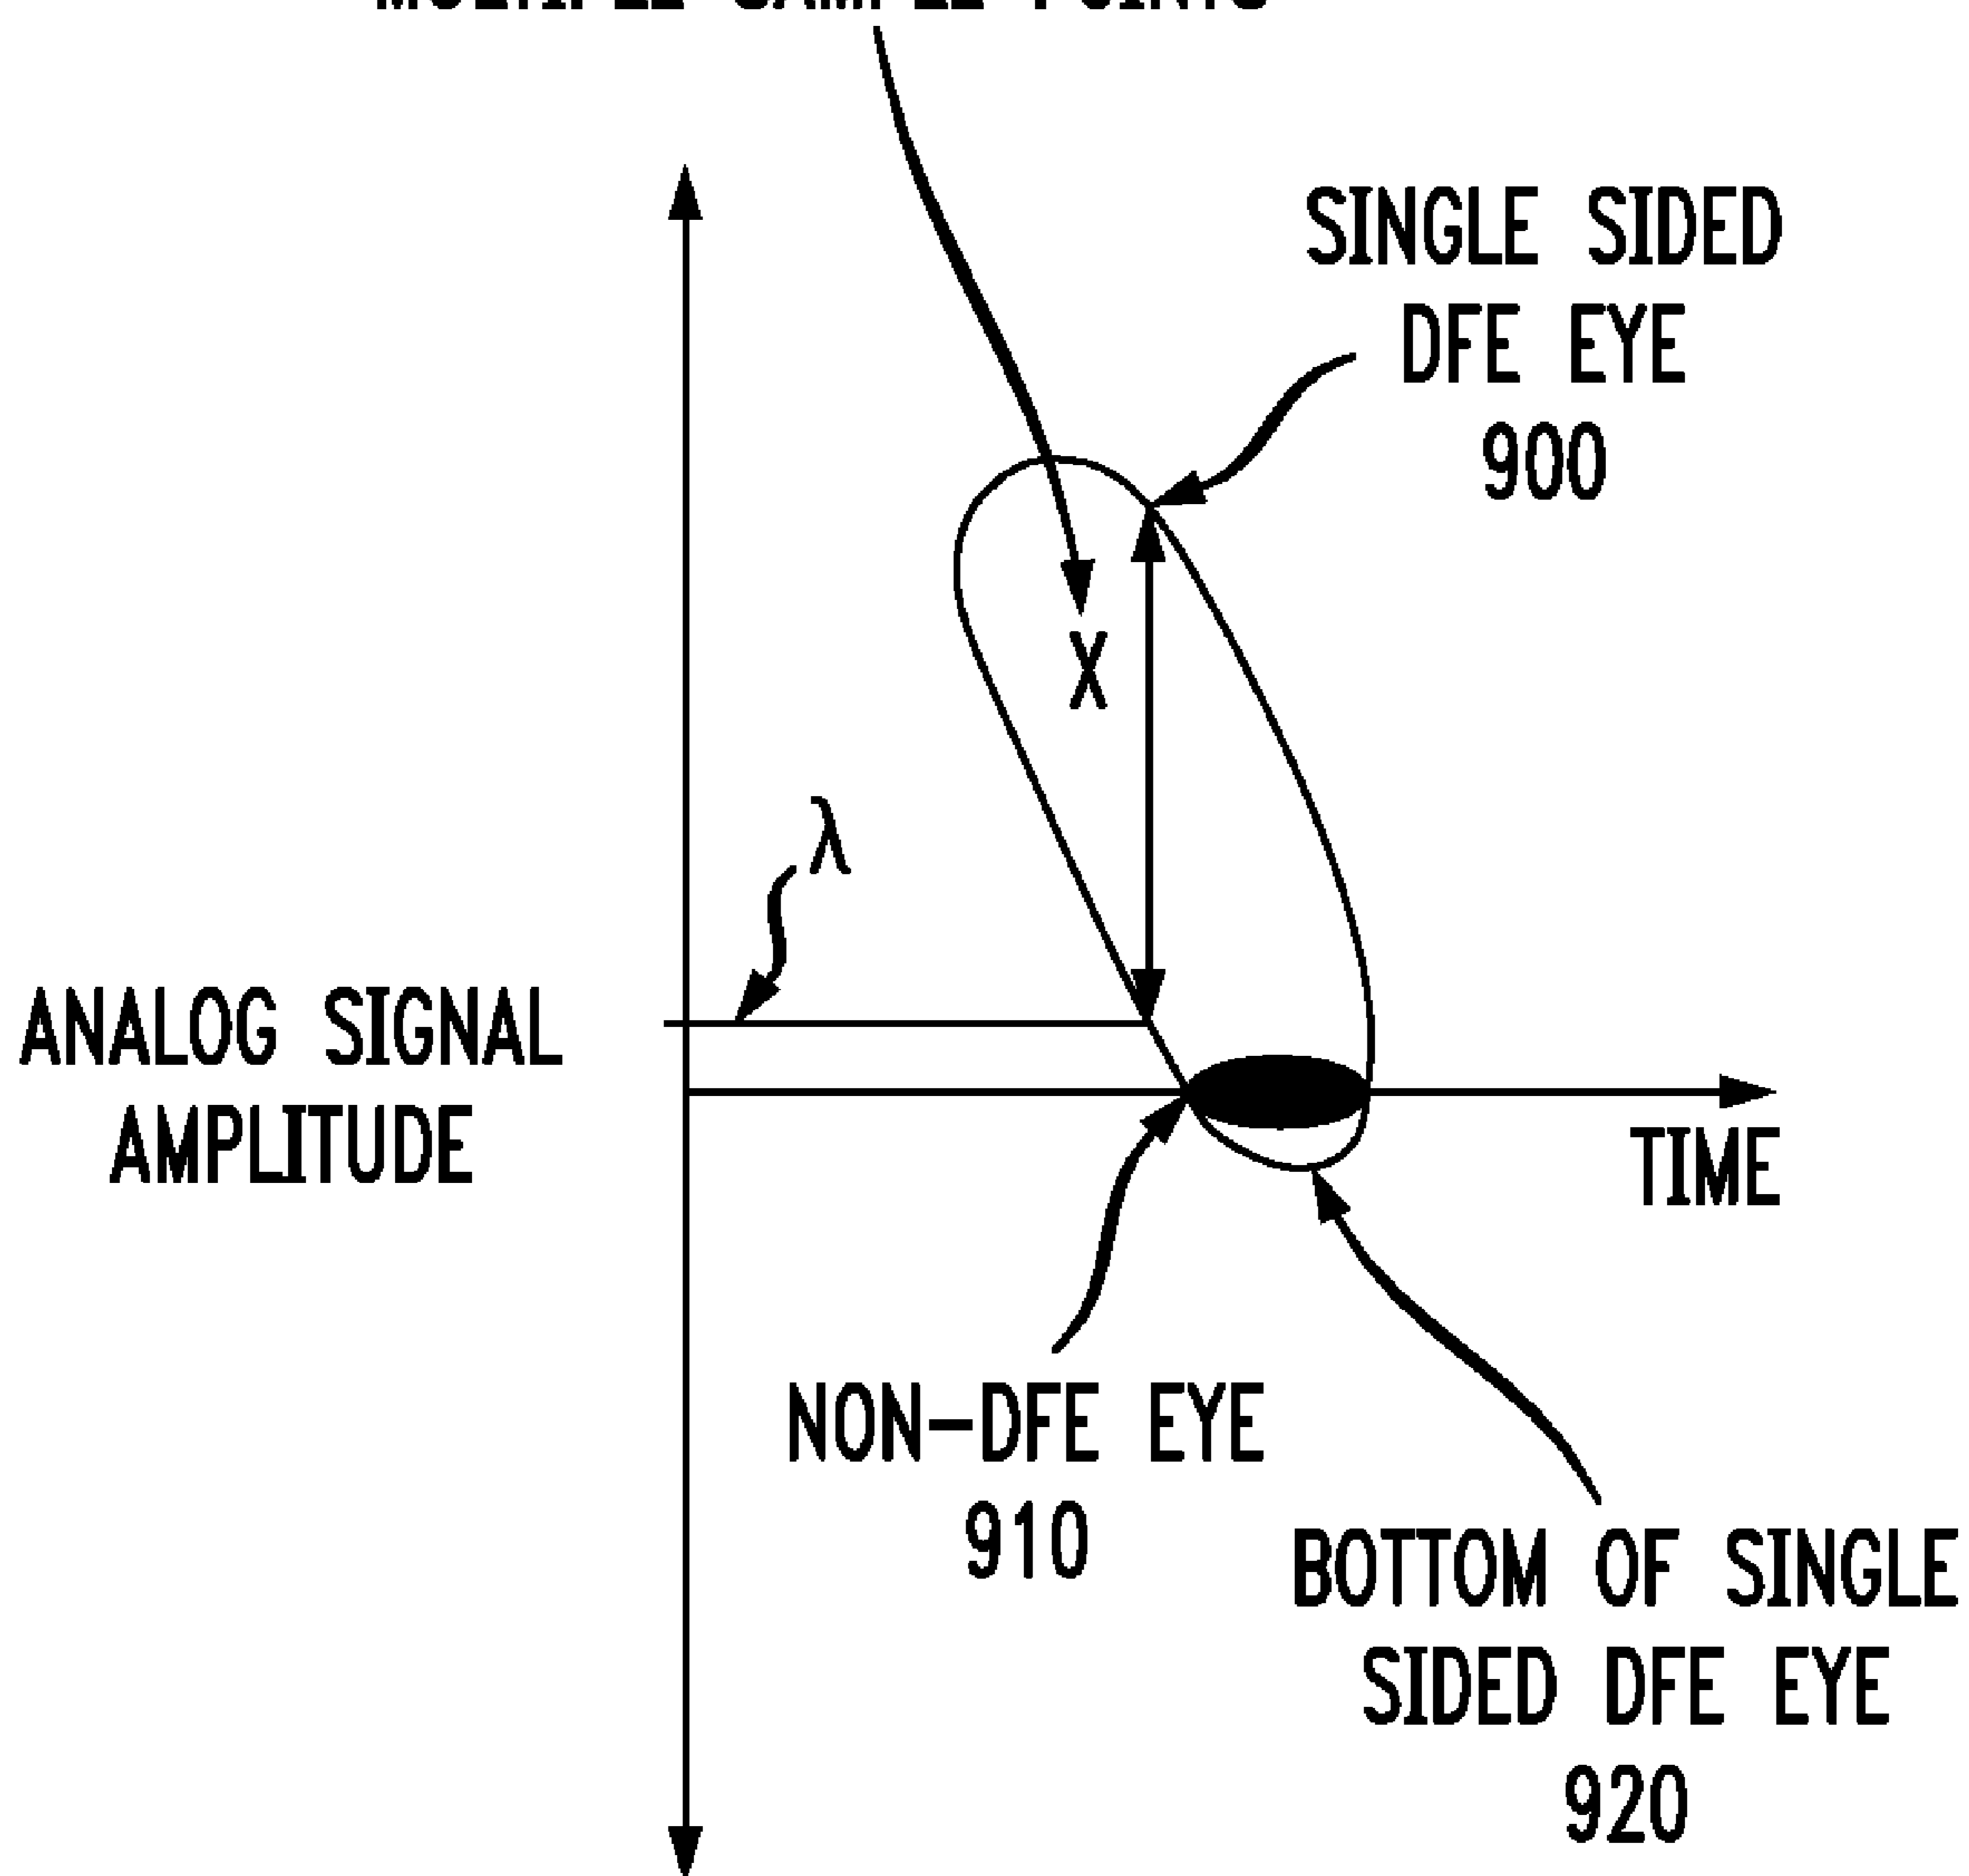 SINGLE SIDED
DFE EYE
900
X
λ
ANALOG SIGNAL
AMPLITUDE
TIME
NON-DFE EYE
910
BOTTOM OF SINGLE
SIDED DFE EYE
920